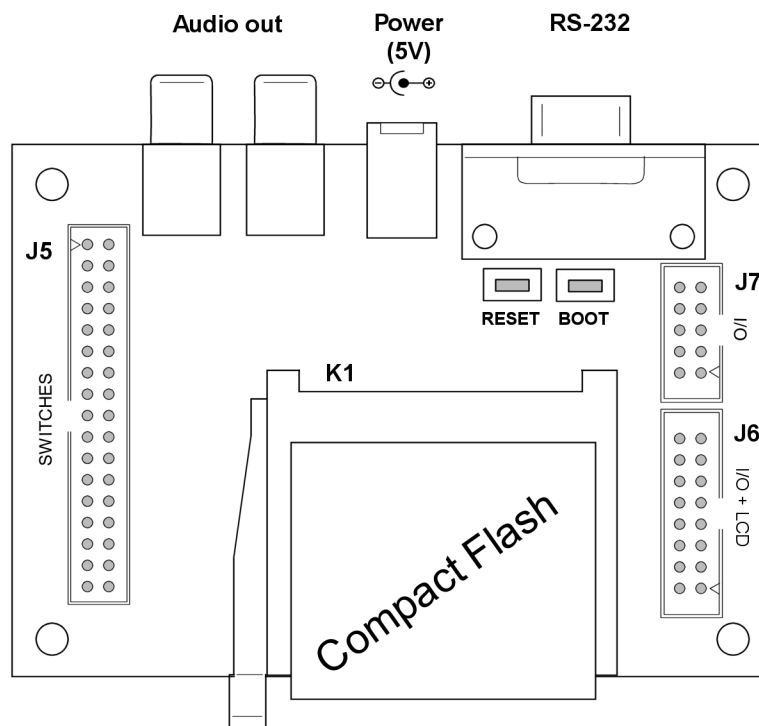 Audio out
Power
(5V)
RS-232
J5
J7
I/O
RESET
BOOT
K1
SWITCHES
J6
I/O + LCD
Compact Flash